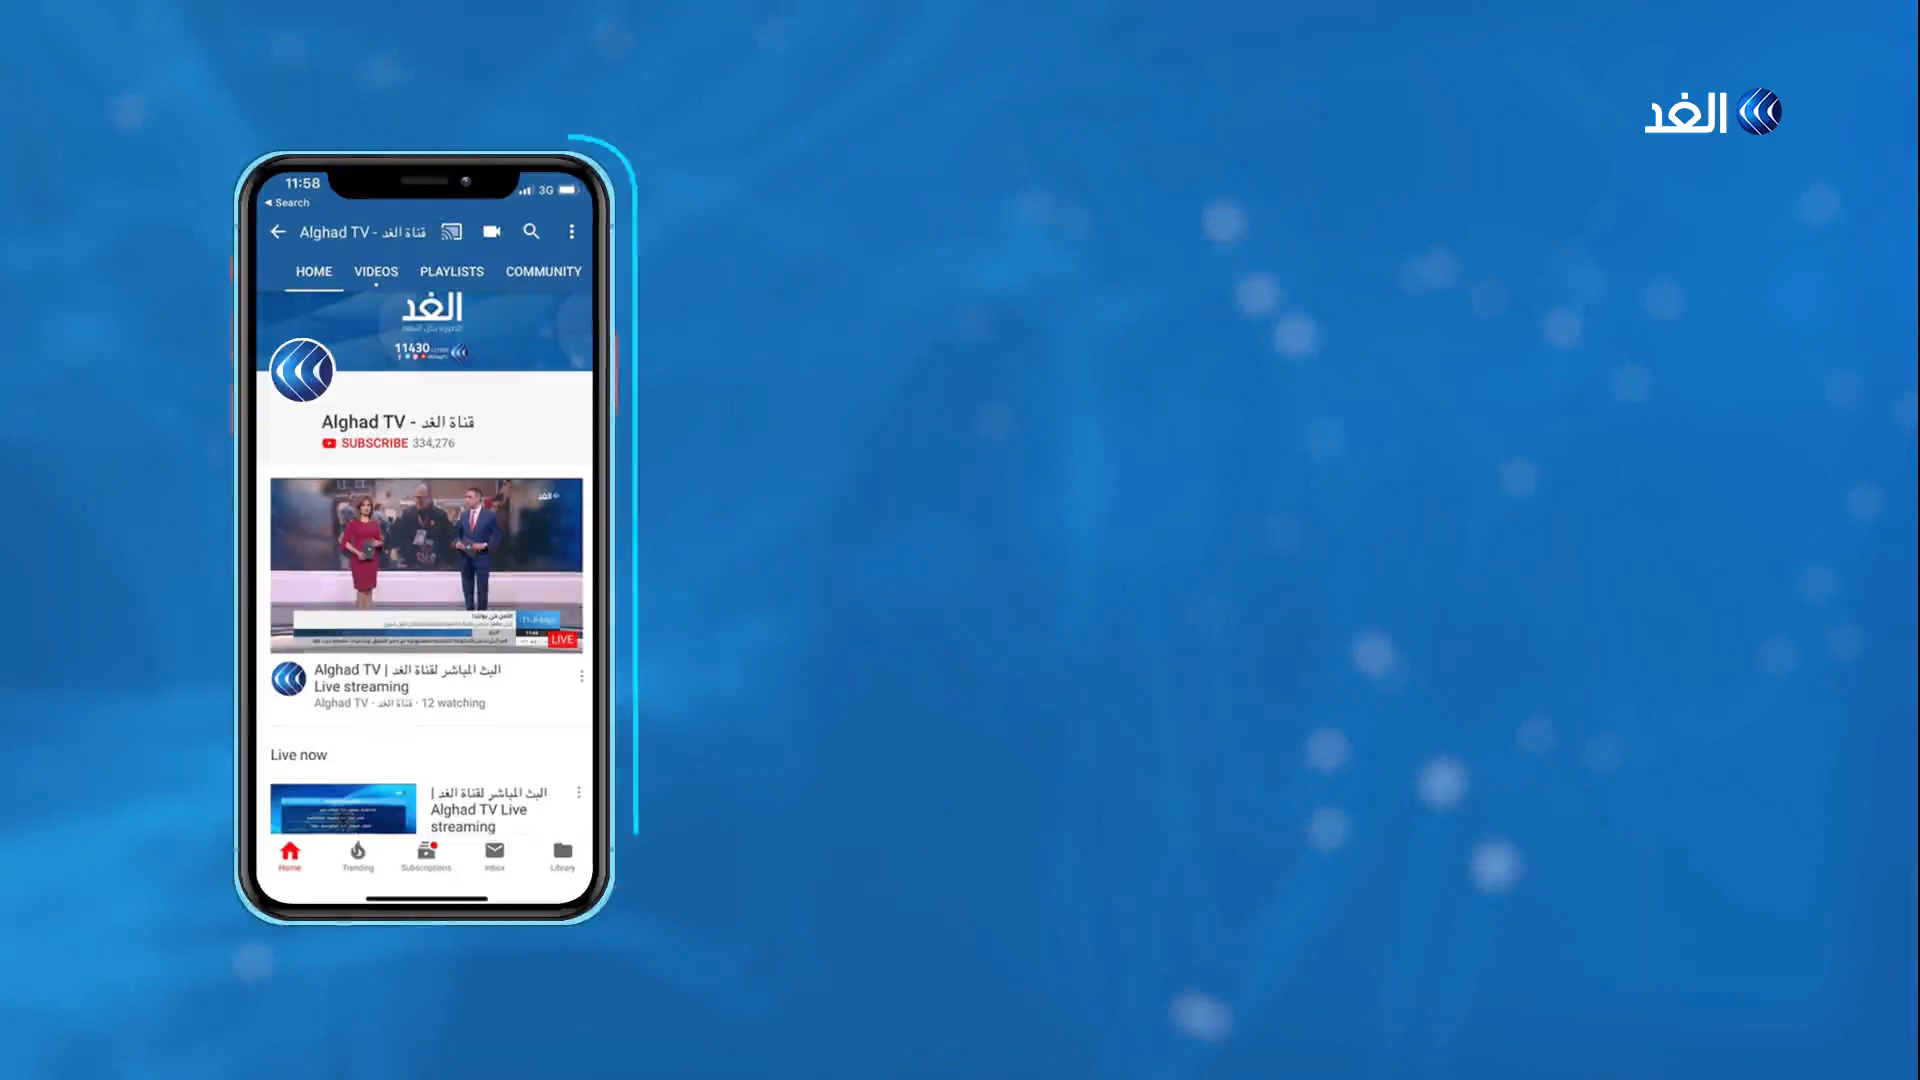 الغد
11:58
3G
Search
Alghad TV - قناة الغد
HOME VIDEOS PLAYLISTS COMMUNITY
الغد
11430
Alghad TV - قناة الغد
SUBSCRIBE 334,276
الغد
LIVE
البث المباشر لقناة الغد | Alghad TV
Live streaming
Alghad TV - قناة الغد · 12 watching
Live now
البث المباشر لقناة الغد |
Alghad TV Live
streaming
Home Trending Subscriptions Inbox Library